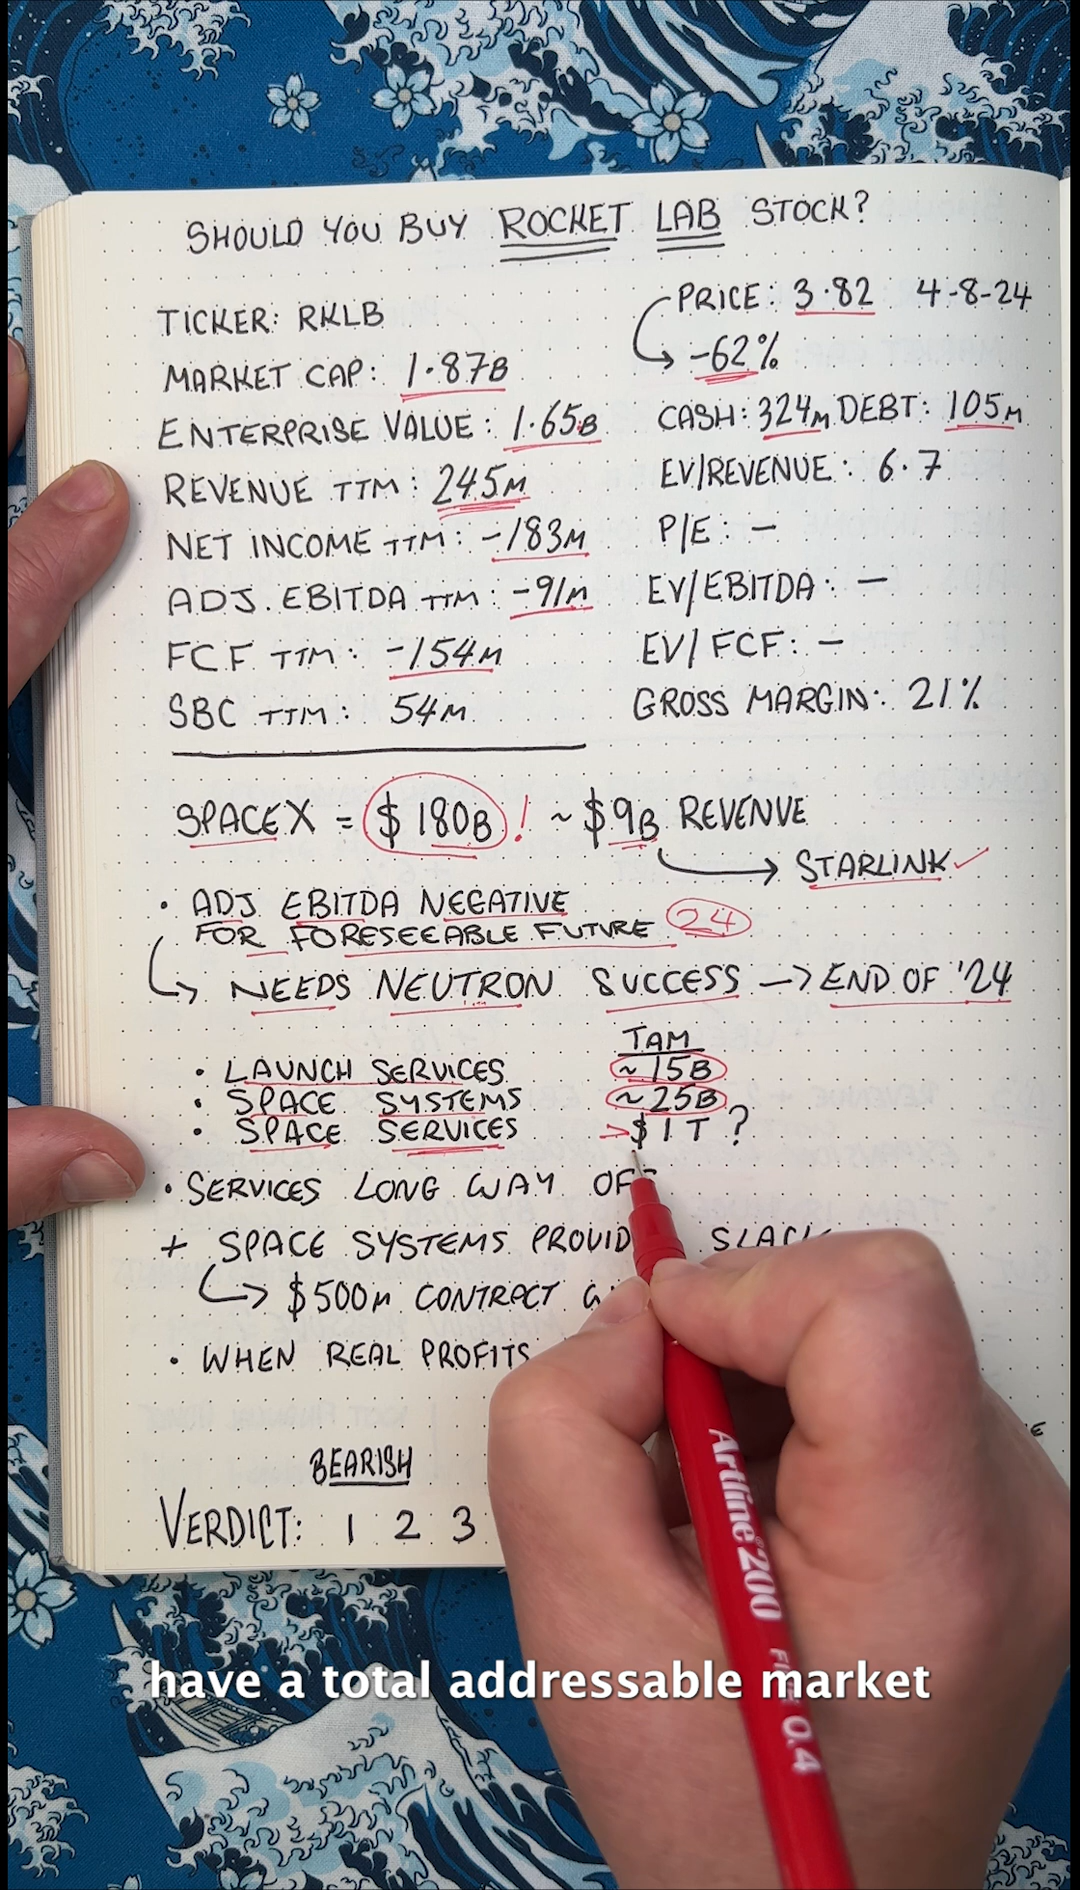 SHOULD YOU BUY ROCKET LAB STOCK?
TICKER: RKLB
MARKET CAP: 1.87B
ENTERPRISE VALUE: 1.65B
REVENUE TTM: 245M
NET INCOME TTM: -183M
ADJ. EBITDA TTM: -91M
FCF TTM: -154M
SBC TTM: 54M
PRICE: 3.82 4-8-24
-62%
CASH: 324M DEBT: 105M
EV/REVENUE: 6.7
P/E: -
EV/EBITDA: -
EV/FCF: -
GROSS MARGIN: 21%
SPACEX = $180B! ~$9B REVENUE
→ STARLINK ✓
• ADJ EBITDA NEGATIVE
FOR FORESEEABLE FUTURE 24
→ NEEDS NEUTRON SUCCESS → END OF '24
TAM
• LAUNCH SERVICES ~15B
• SPACE SYSTEMS ~25B
• SPACE SERVICES > $1T?
• SERVICES LONG WAY OF
+ SPACE SYSTEMS PROVID SLAC
→ $500M CONTRACT
• WHEN REAL PROFITS
BEARISH
VERDICT: 1 2 3
Artline 200 0.4
have a total addressable market